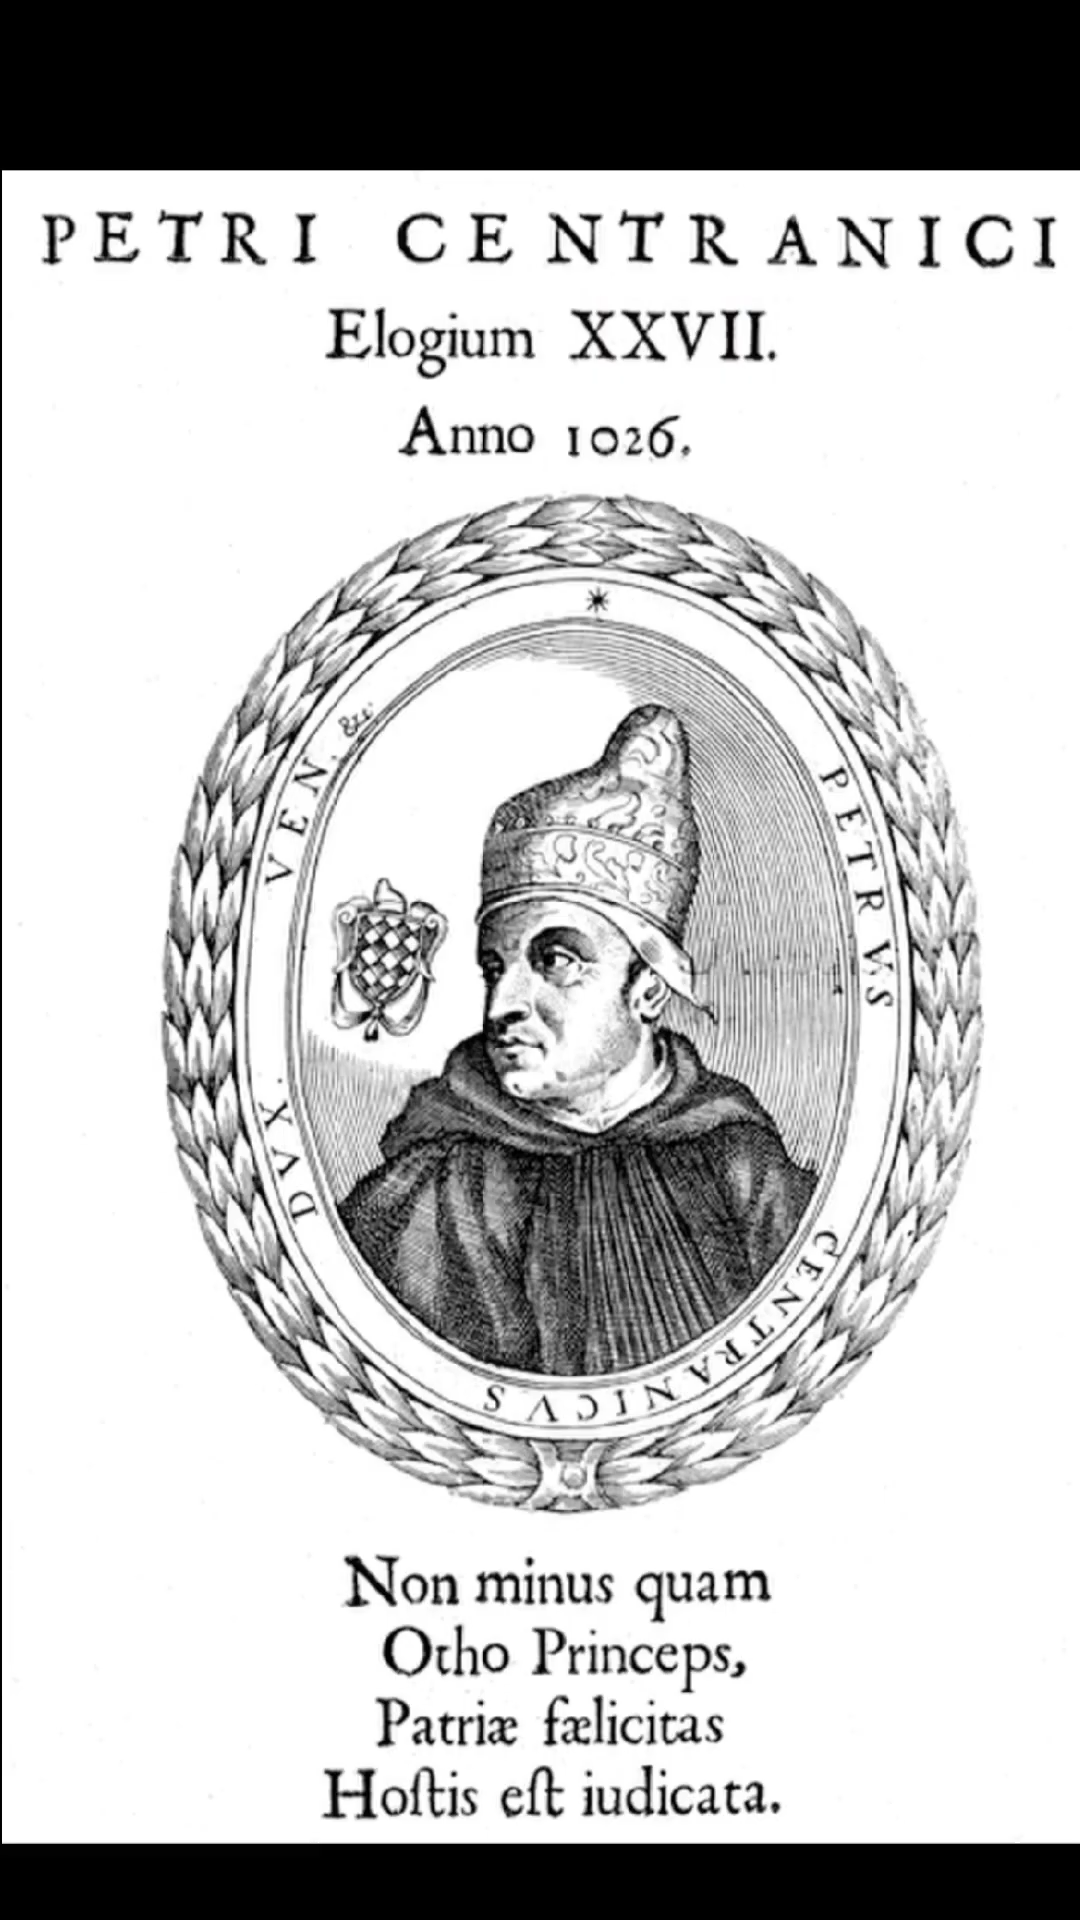 PETRI CENTRANICI
Elogium XXVII.
Anno 1026.
* PETRVS CENTRANICVS DVX. VEN. &c.
Non minus quam
Otho Princeps,
Patriæ fælicitas
Hoſtis eſt iudicata.